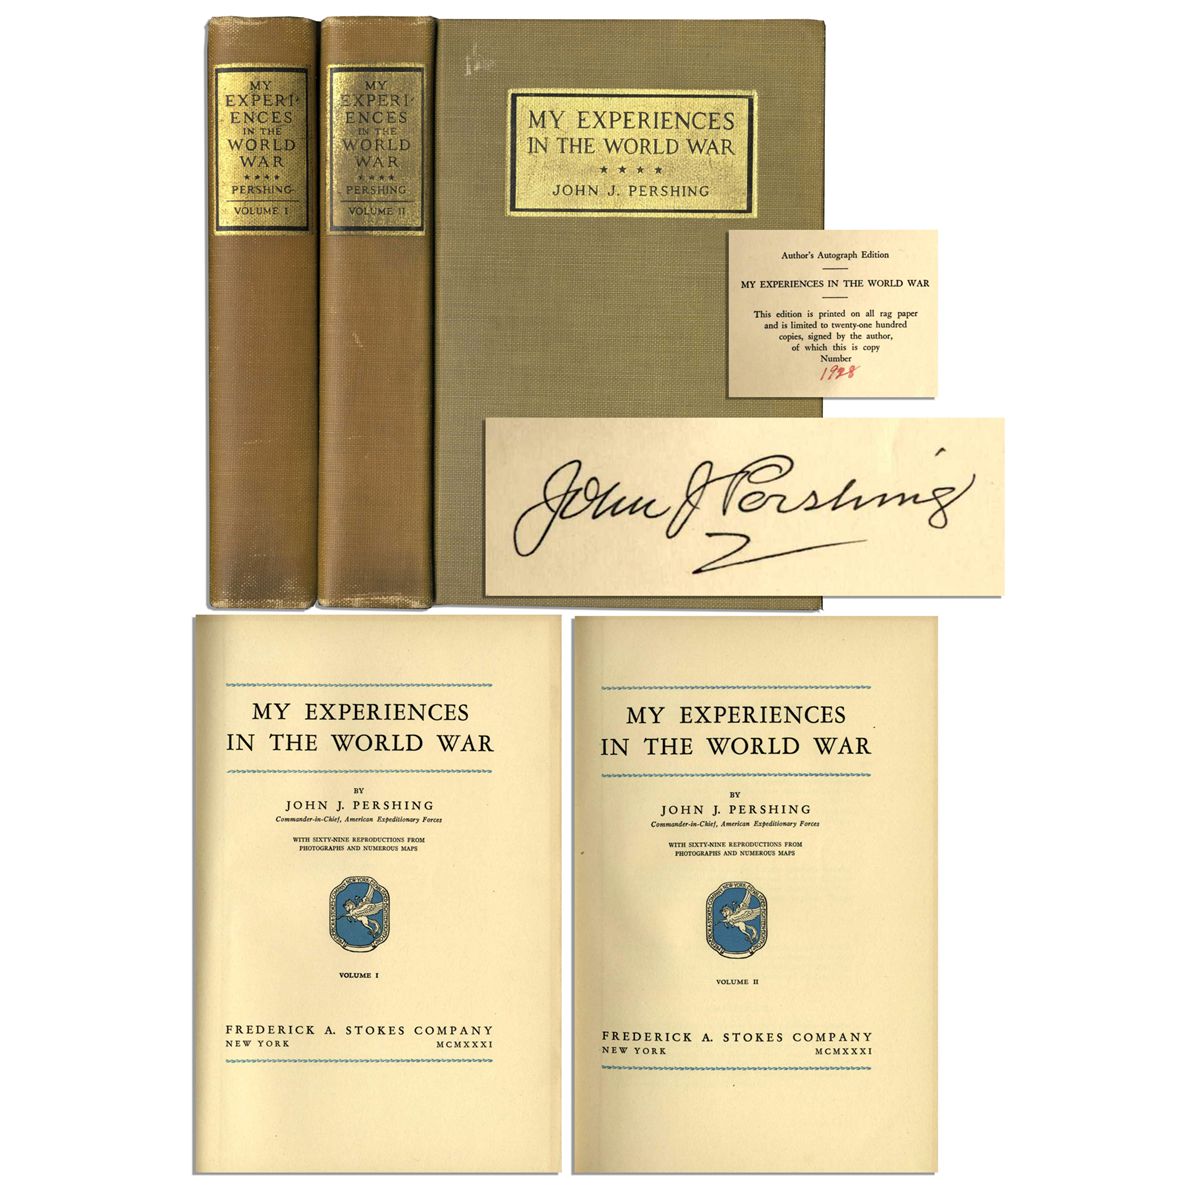 MY
EXPERI-
ENCES
IN THE
WORLD
WAR
★★★★
PERSHING
VOLUME I
MY
EXPERI-
ENCES
IN THE
WORLD
WAR
★★★★
PERSHING
VOLUME II
MY EXPERIENCES
IN THE WORLD WAR
★ ★ ★ ★
JOHN J. PERSHING
Author's Autograph Edition
MY EXPERIENCES IN THE WORLD WAR
This edition is printed on all rag paper
and is limited to twenty-one hundred
copies, signed by the author,
of which this is copy
Number
1928
John J Pershing
MY EXPERIENCES
IN THE WORLD WAR
BY
JOHN J. PERSHING
Commander-in-Chief, American Expeditionary Forces
WITH SIXTY-NINE REPRODUCTIONS FROM
PHOTOGRAPHS AND NUMEROUS MAPS
VOLUME I
FREDERICK A. STOKES COMPANY
NEW YORK MCMXXXI
MY EXPERIENCES
IN THE WORLD WAR
BY
JOHN J. PERSHING
Commander-in-Chief, American Expeditionary Forces
WITH SIXTY-NINE REPRODUCTIONS FROM
PHOTOGRAPHS AND NUMEROUS MAPS
VOLUME II
FREDERICK A. STOKES COMPANY
NEW YORK MCMXXXI